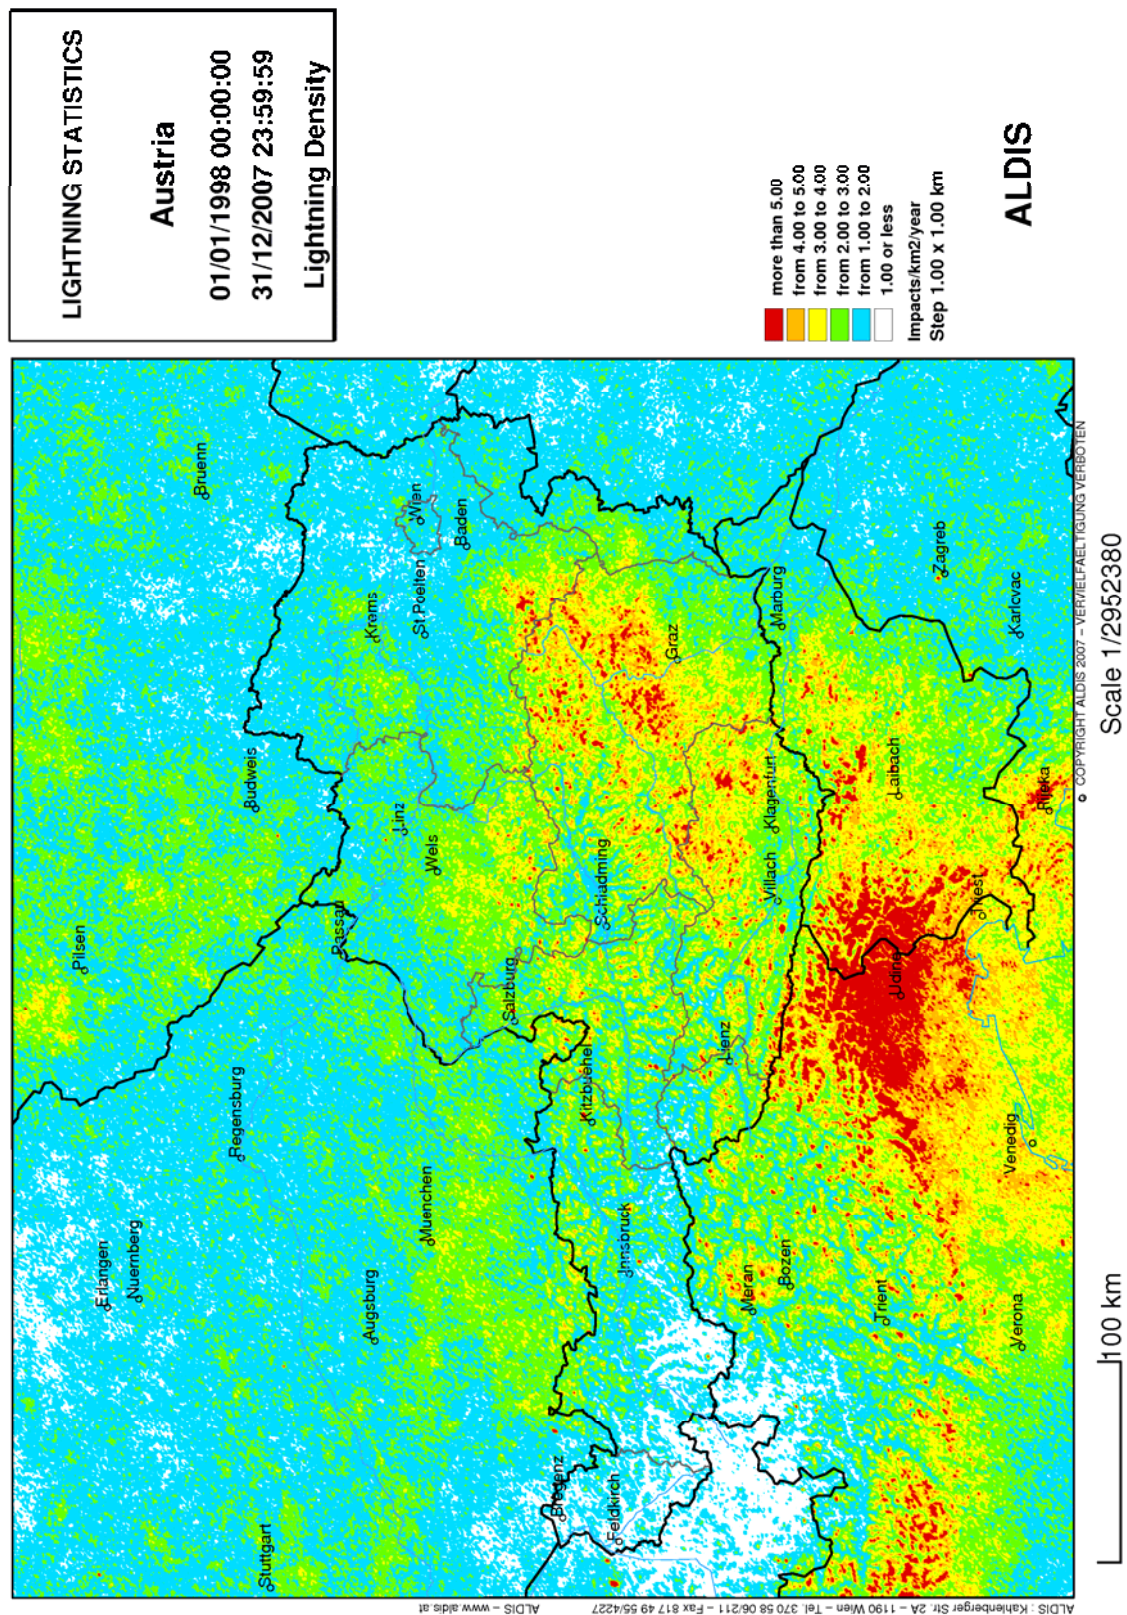 LIGHTNING STATISTICS
Austria
01/01/1998 00:00:00
31/12/2007 23:59:59
Lightning Density
more than 5.00
from 4.00 to 5.00
from 3.00 to 4.00
from 2.00 to 3.00
from 1.00 to 2.00
1.00 or less
Impacts/km2/year
Step 1.00 x 1.00 km
ALDIS
Pilsen
Bruenn
Erlangen
Nuernberg
Regensburg
Budweis
Stuttgart
Augsburg
Passau
Krems
Linz
Wien
Muenchen
Wels
St.Poelten
Baden
Salzburg
Bregenz
Kitzbuehel
Schladming
Feldkirch
Innsbruck
Graz
Lienz
Meran
Villach
Klagenfurt
Marburg
Bozen
Trient
Udine
Laibach
Zagreb
Triest
Verona
Venedig
Rijeka
Karlcvac
ALDIS – www.aldis.at
ALDIS : Kahlenberger Str. 2A – 1190 Wien – Tel. 370 58 06/211 – Fax 817 49 55/4227
© COPYRIGHT ALDIS 2007 – VERVIELFAELTIGUNG VERBOTEN
100 km
Scale 1/2952380